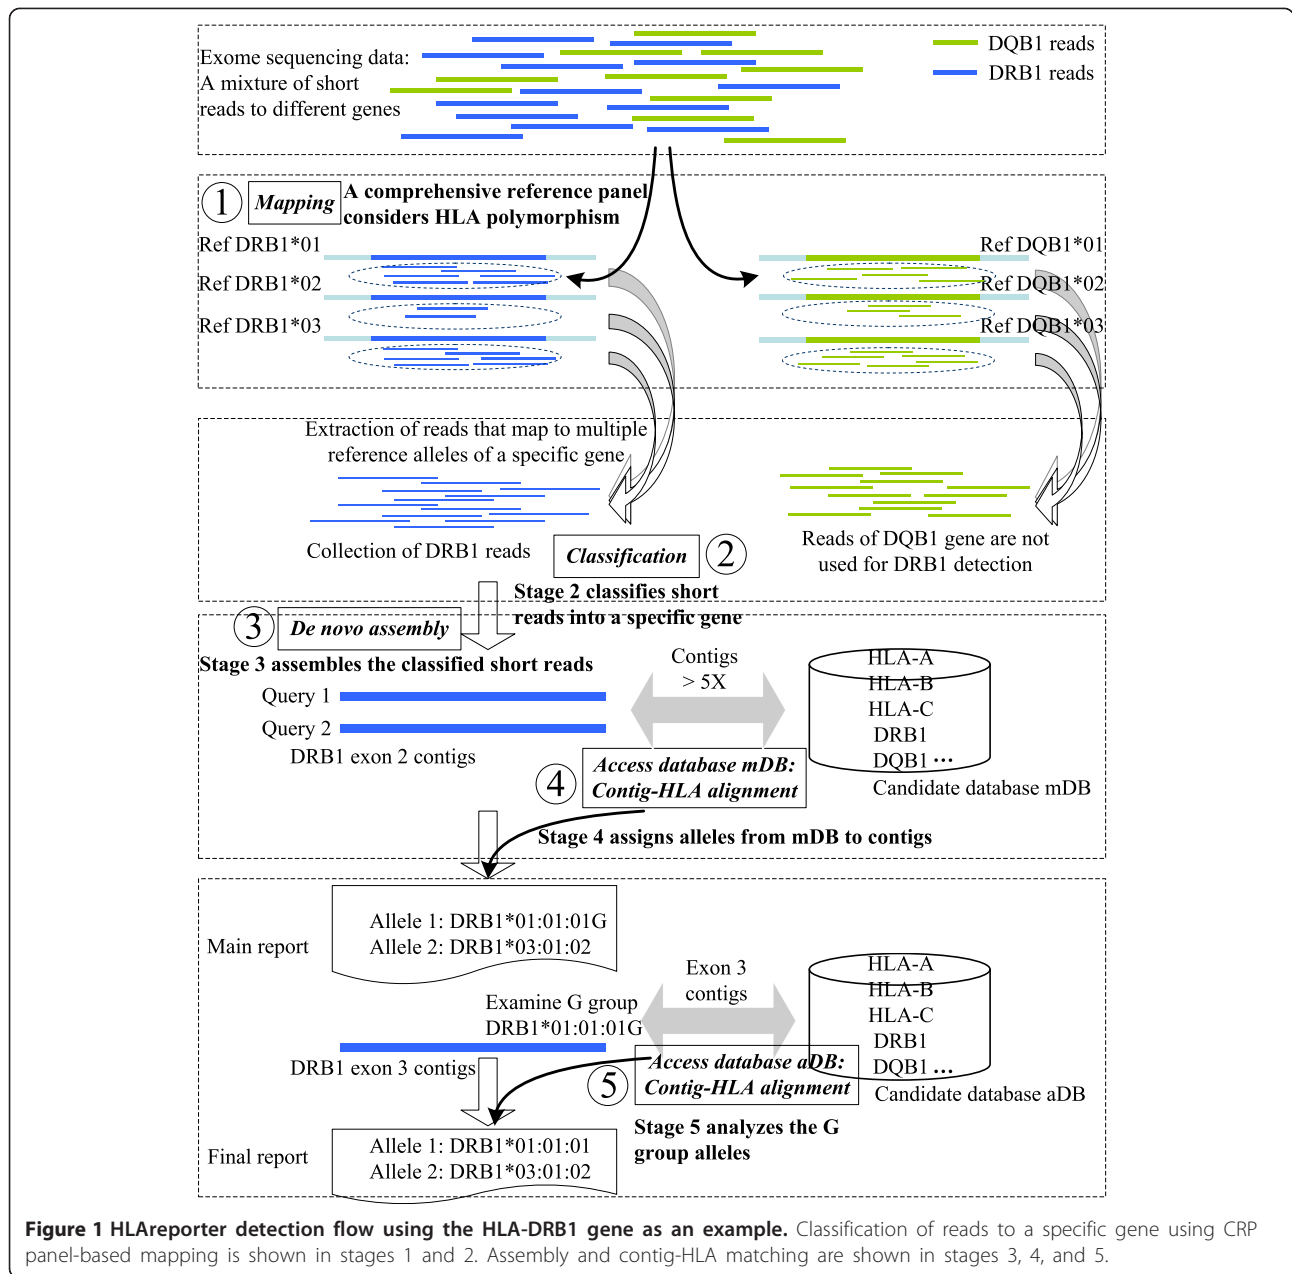 Exome sequencing data:
A mixture of short
reads to different genes
DQB1 reads
DRB1 reads
1
Mapping
A comprehensive reference panel
considers HLA polymorphism
Ref DRB1*01
Ref DRB1*02
Ref DRB1*03
Ref DQB1*01
Ref DQB1*02
Ref DQB1*03
Extraction of reads that map to multiple
reference alleles of a specific gene
Collection of DRB1 reads
Classification
2
Reads of DQB1 gene are not
used for DRB1 detection
Stage 2 classifies short
reads into a specific gene
3
De novo assembly
Stage 3 assembles the classified short reads
Query 1
Query 2
DRB1 exon 2 contigs
Contigs
> 5X
HLA-A
HLA-B
HLA-C
DRB1
DQB1 ...
Candidate database mDB
4
Access database mDB:
Contig-HLA alignment
Stage 4 assigns alleles from mDB to contigs
Main report
Allele 1: DRB1*01:01:01G
Allele 2: DRB1*03:01:02
Examine G group
DRB1*01:01:01G
DRB1 exon 3 contigs
Exon 3
contigs
HLA-A
HLA-B
HLA-C
DRB1
DQB1 ...
Candidate database aDB
5
Access database aDB:
Contig-HLA alignment
Stage 5 analyzes the G
group alleles
Final report
Allele 1: DRB1*01:01:01
Allele 2: DRB1*03:01:02
Figure 1 HLAreporter detection flow using the HLA-DRB1 gene as an example. Classification of reads to a specific gene using CRP
panel-based mapping is shown in stages 1 and 2. Assembly and contig-HLA matching are shown in stages 3, 4, and 5.